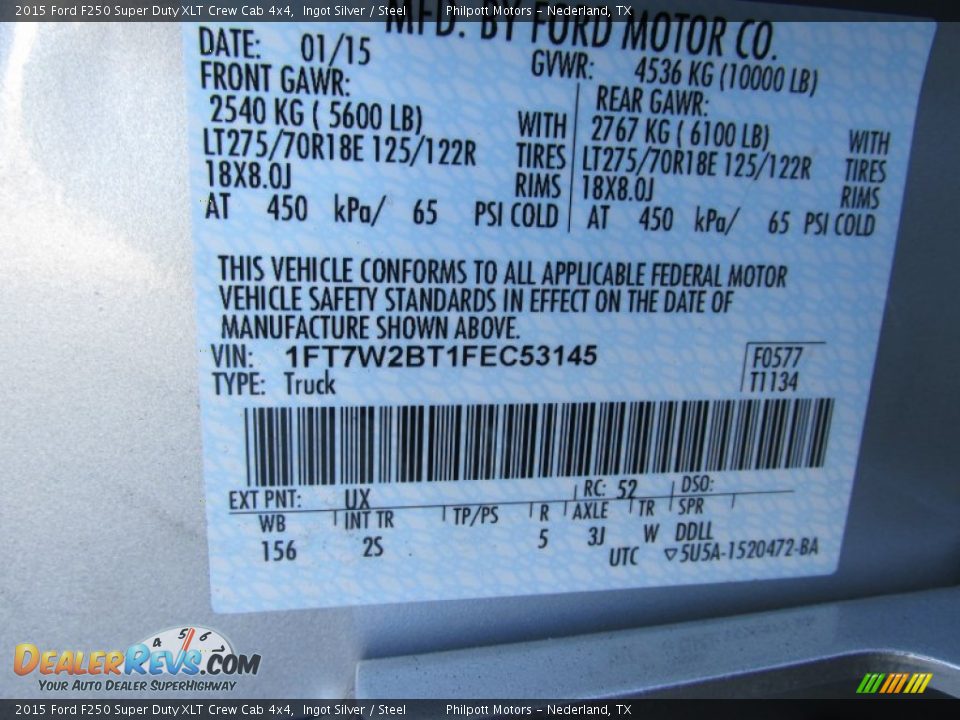 2015 Ford F250 Super Duty XLT Crew Cab 4x4, Ingot Silver / Steel Philpott Motors - Nederland, TX
MFD. BY FORD MOTOR CO.
DATE: 01/15 GVWR: 4536 KG (10000 LB)
FRONT GAWR: REAR GAWR:
2540 KG ( 5600 LB) WITH 2767 KG ( 6100 LB) WITH
LT275/70R18E 125/122R TIRES LT275/70R18E 125/122R TIRES
18X8.0J RIMS 18X8.0J RIMS
AT 450 kPa/ 65 PSI COLD AT 450 kPa/ 65 PSI COLD
THIS VEHICLE CONFORMS TO ALL APPLICABLE FEDERAL MOTOR
VEHICLE SAFETY STANDARDS IN EFFECT ON THE DATE OF
MANUFACTURE SHOWN ABOVE.
VIN: 1FT7W2BT1FEC53145 F0577
TYPE: Truck T1134
EXT PNT: UX RC: 52 DSO:
WB INT TR TP/PS R AXLE TR SPR
156 2S 5 3J W DDLL
UTC ▽5U5A-1520472-BA
4 5 6
DEALERREVS.COM
YOUR AUTO DEALER SUPERHIGHWAY
2015 Ford F250 Super Duty XLT Crew Cab 4x4, Ingot Silver / Steel Philpott Motors - Nederland, TX